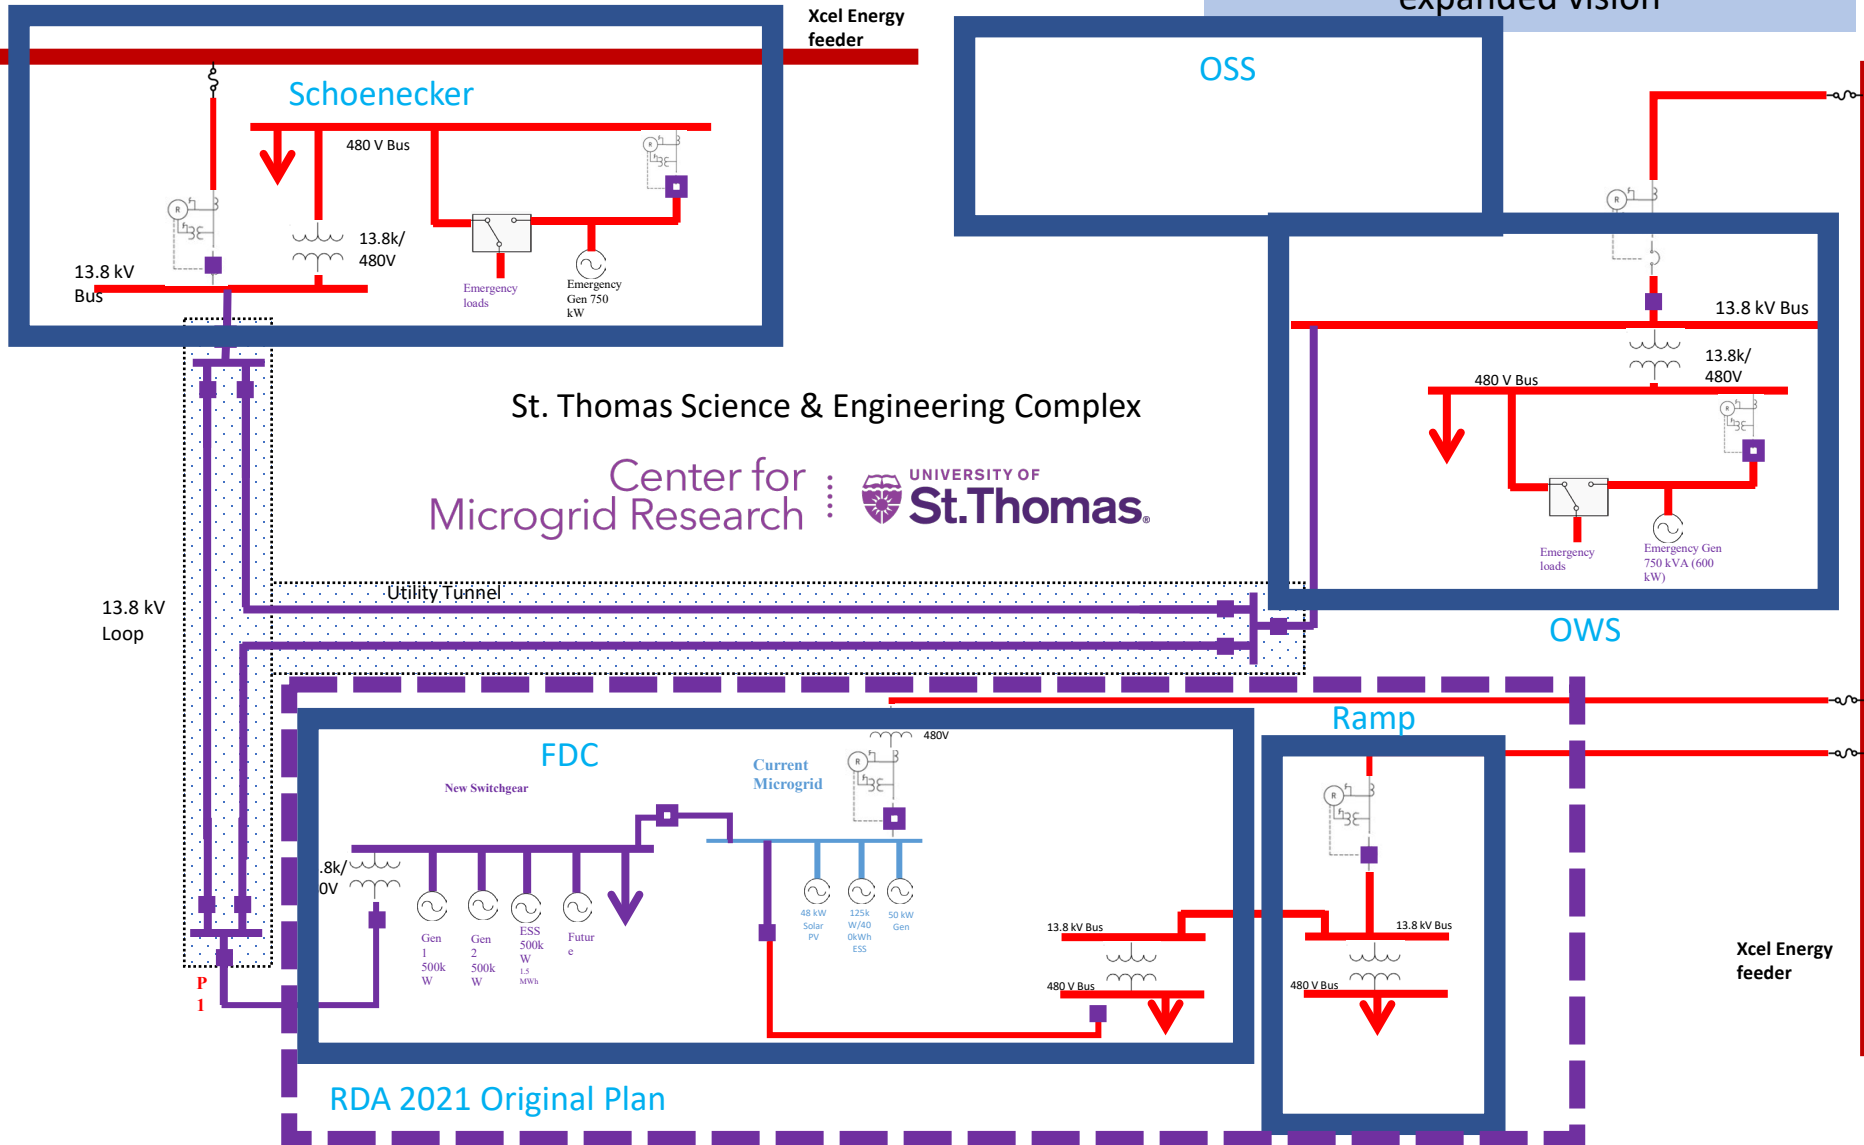 expanded vision
Xcel Energy
feeder
OSS
Schoenecker
480 V Bus
R
R
13.8k/
480V
13.8 kV
Bus
Emergency
loads
Emergency
Gen 750
kW
R
13.8 kV Bus
13.8k/
480V
480 V Bus
R
Emergency
loads
Emergency Gen
750 kVA (600
kW)
OWS
St. Thomas Science & Engineering Complex
Center for
Microgrid Research
UNIVERSITY OF
St.Thomas®
Utility Tunnel
13.8 kV
Loop
Ramp
FDC
480V
Current
Microgrid
R
New Switchgear
R
.8k/
0V
Gen
1
500k
W
Gen
2
500k
W
ESS
500k
W
1.5
MWh
Futur
e
48 kW
Solar
PV
125k
W/40
0kWh
ESS
50 kW
Gen
13.8 kV Bus
480 V Bus
13.8 kV Bus
480 V Bus
P
1
Xcel Energy
feeder
RDA 2021 Original Plan